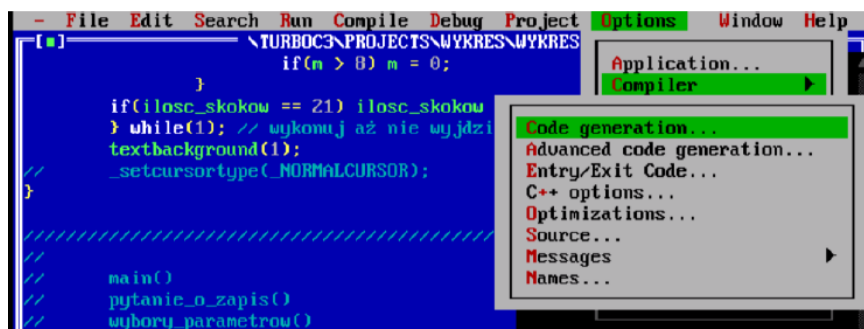 - File Edit Search Run Compile Debug Project Options Window Help
[■] \TURBOC3\PROJECTS\WYKRES\WYKRES
if(m > 8) m = 0;
}
if(ilosc_skokow == 21) ilosc_skokow
} while(1); // wykonuj aż nie wyjdzi
textbackground(1);
// _setcursortype(_NORMALCURSOR);
}
////////////////////////////////////////////
//
// main()
// pytanie_o_zapis()
// wybory_parametrow()
Application...
Compiler ►
Code generation...
Advanced code generation...
Entry/Exit Code...
C++ options...
Optimizations...
Source...
Messages ►
Names...